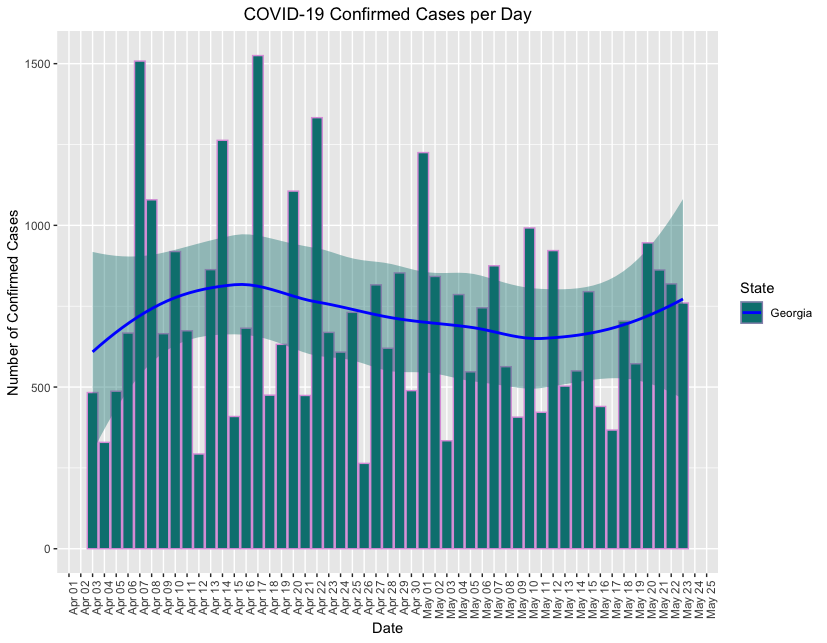 COVID-19 Confirmed Cases per Day
Number of Confirmed Cases
1500
1000
500
0
Apr 01
Apr 02
Apr 03
Apr 04
Apr 05
Apr 06
Apr 07
Apr 08
Apr 09
Apr 10
Apr 11
Apr 12
Apr 13
Apr 14
Apr 15
Apr 16
Apr 17
Apr 18
Apr 19
Apr 20
Apr 21
Apr 22
Apr 23
Apr 24
Apr 25
Apr 26
Apr 27
Apr 28
Apr 29
Apr 30
May 01
May 02
May 03
May 04
May 05
May 06
May 07
May 08
May 09
May 10
May 11
May 12
May 13
May 14
May 15
May 16
May 17
May 18
May 19
May 20
May 21
May 22
May 23
May 24
May 25
Date
State
Georgia